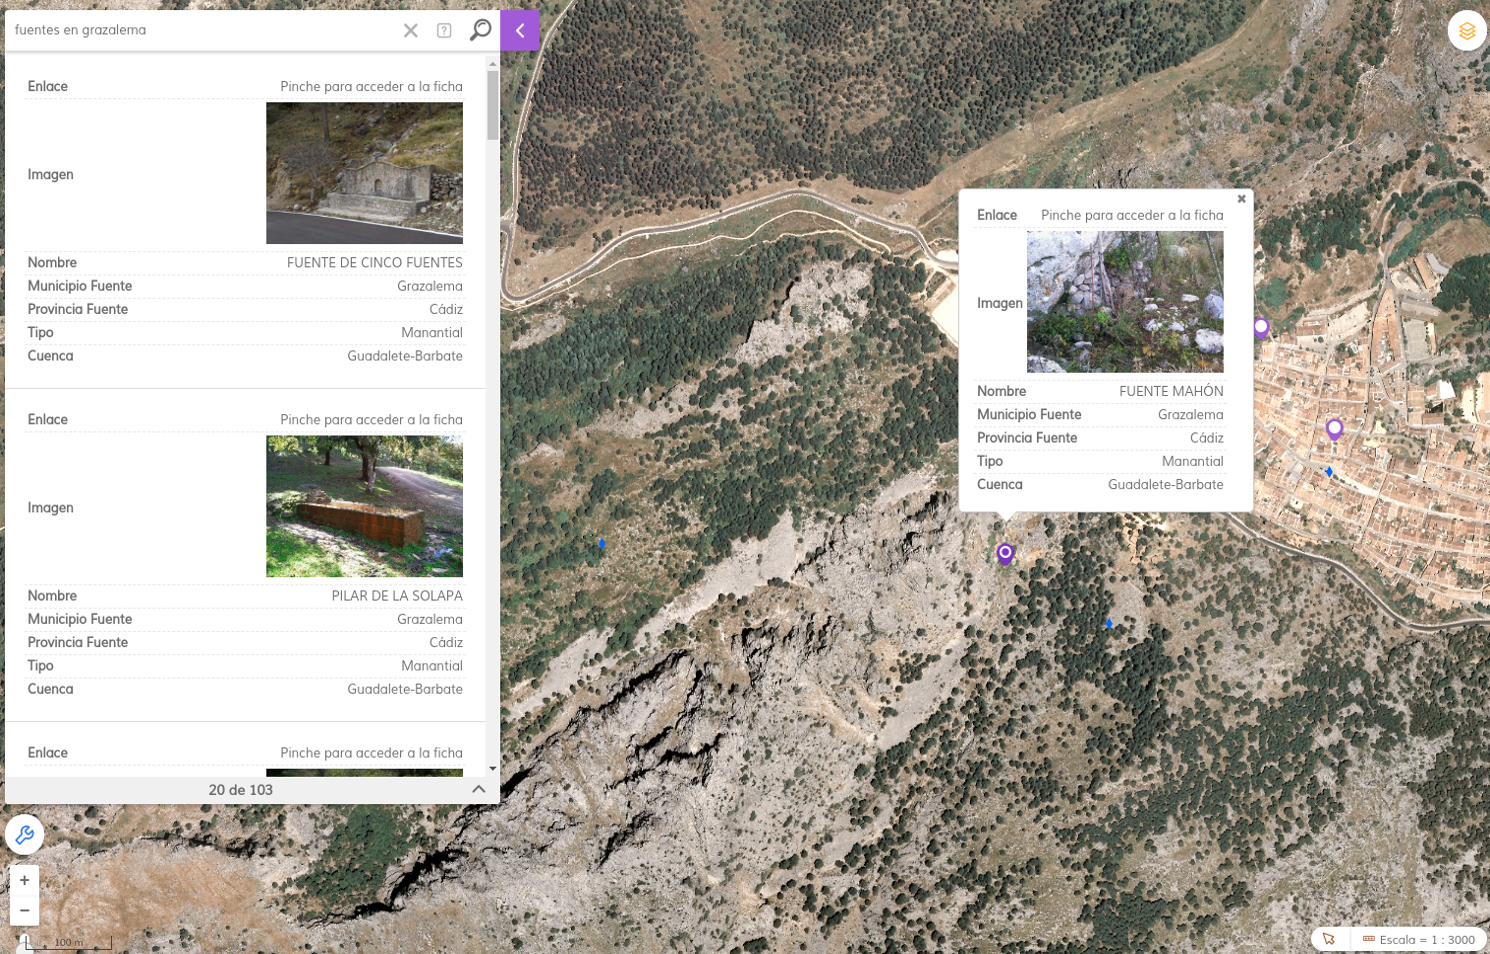 fuentes en grazalema
Enlace Pinche para acceder a la ficha
Imagen
Nombre FUENTE DE CINCO FUENTES
Municipio Fuente Grazalema
Provincia Fuente Cádiz
Tipo Manantial
Cuenca Guadalete-Barbate
Enlace Pinche para acceder a la ficha
Imagen
Nombre PILAR DE LA SOLAPA
Municipio Fuente Grazalema
Provincia Fuente Cádiz
Tipo Manantial
Cuenca Guadalete-Barbate
Enlace Pinche para acceder a la ficha
20 de 103
Enlace Pinche para acceder a la ficha
Imagen
Nombre FUENTE MAHÓN
Municipio Fuente Grazalema
Provincia Fuente Cádiz
Tipo Manantial
Cuenca Guadalete-Barbate
+
−
100 m
Escala = 1 : 3000